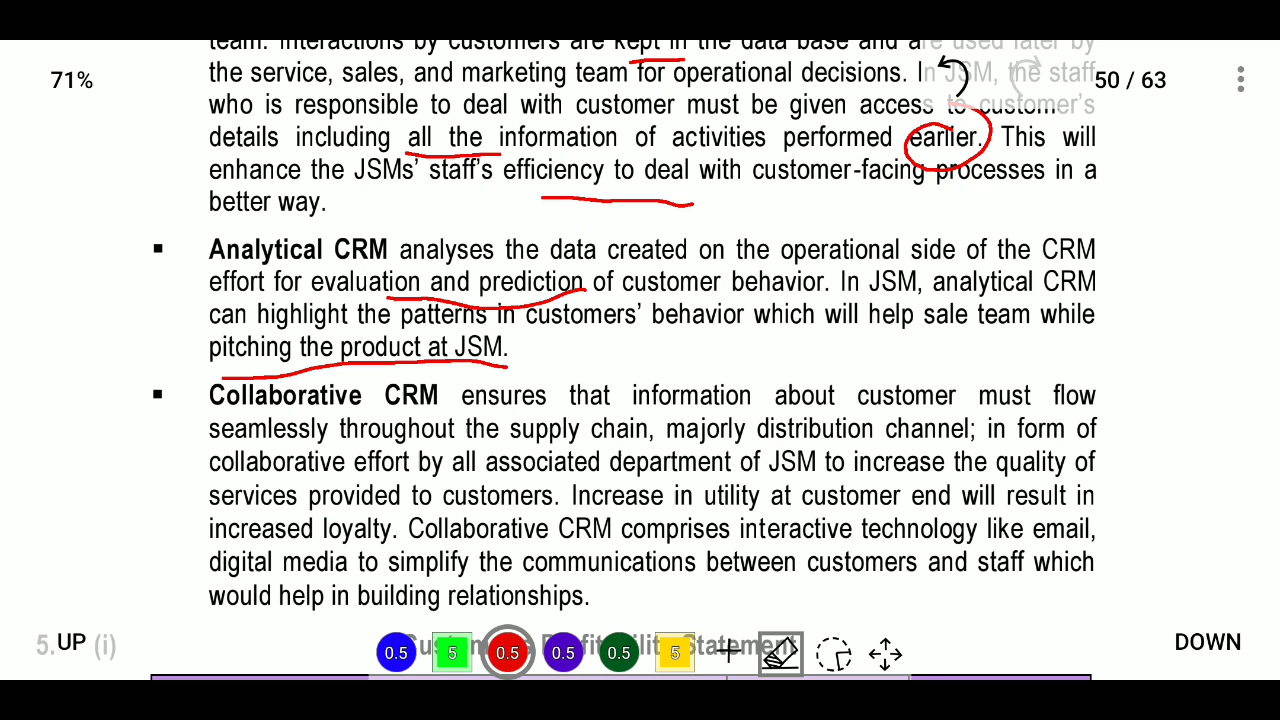 team. Interactions by customers are kept in the data base and are used later by
71%
the service, sales, and marketing team for operational decisions. In JSM, the staff
50 / 63
who is responsible to deal with customer must be given access to customer's
details including all the information of activities performed earlier. This will
enhance the JSMs' staff's efficiency to deal with customer-facing processes in a
better way.
▪ Analytical CRM analyses the data created on the operational side of the CRM
effort for evaluation and prediction of customer behavior. In JSM, analytical CRM
can highlight the patterns in customers' behavior which will help sale team while
pitching the product at JSM.
▪ Collaborative CRM ensures that information about customer must flow
seamlessly throughout the supply chain, majorly distribution channel; in form of
collaborative effort by all associated department of JSM to increase the quality of
services provided to customers. Increase in utility at customer end will result in
increased loyalty. Collaborative CRM comprises interactive technology like email,
digital media to simplify the communications between customers and staff which
would help in building relationships.
5. (i) Statement
UP
0.5 5 0.5 0.5 0.5 5
DOWN